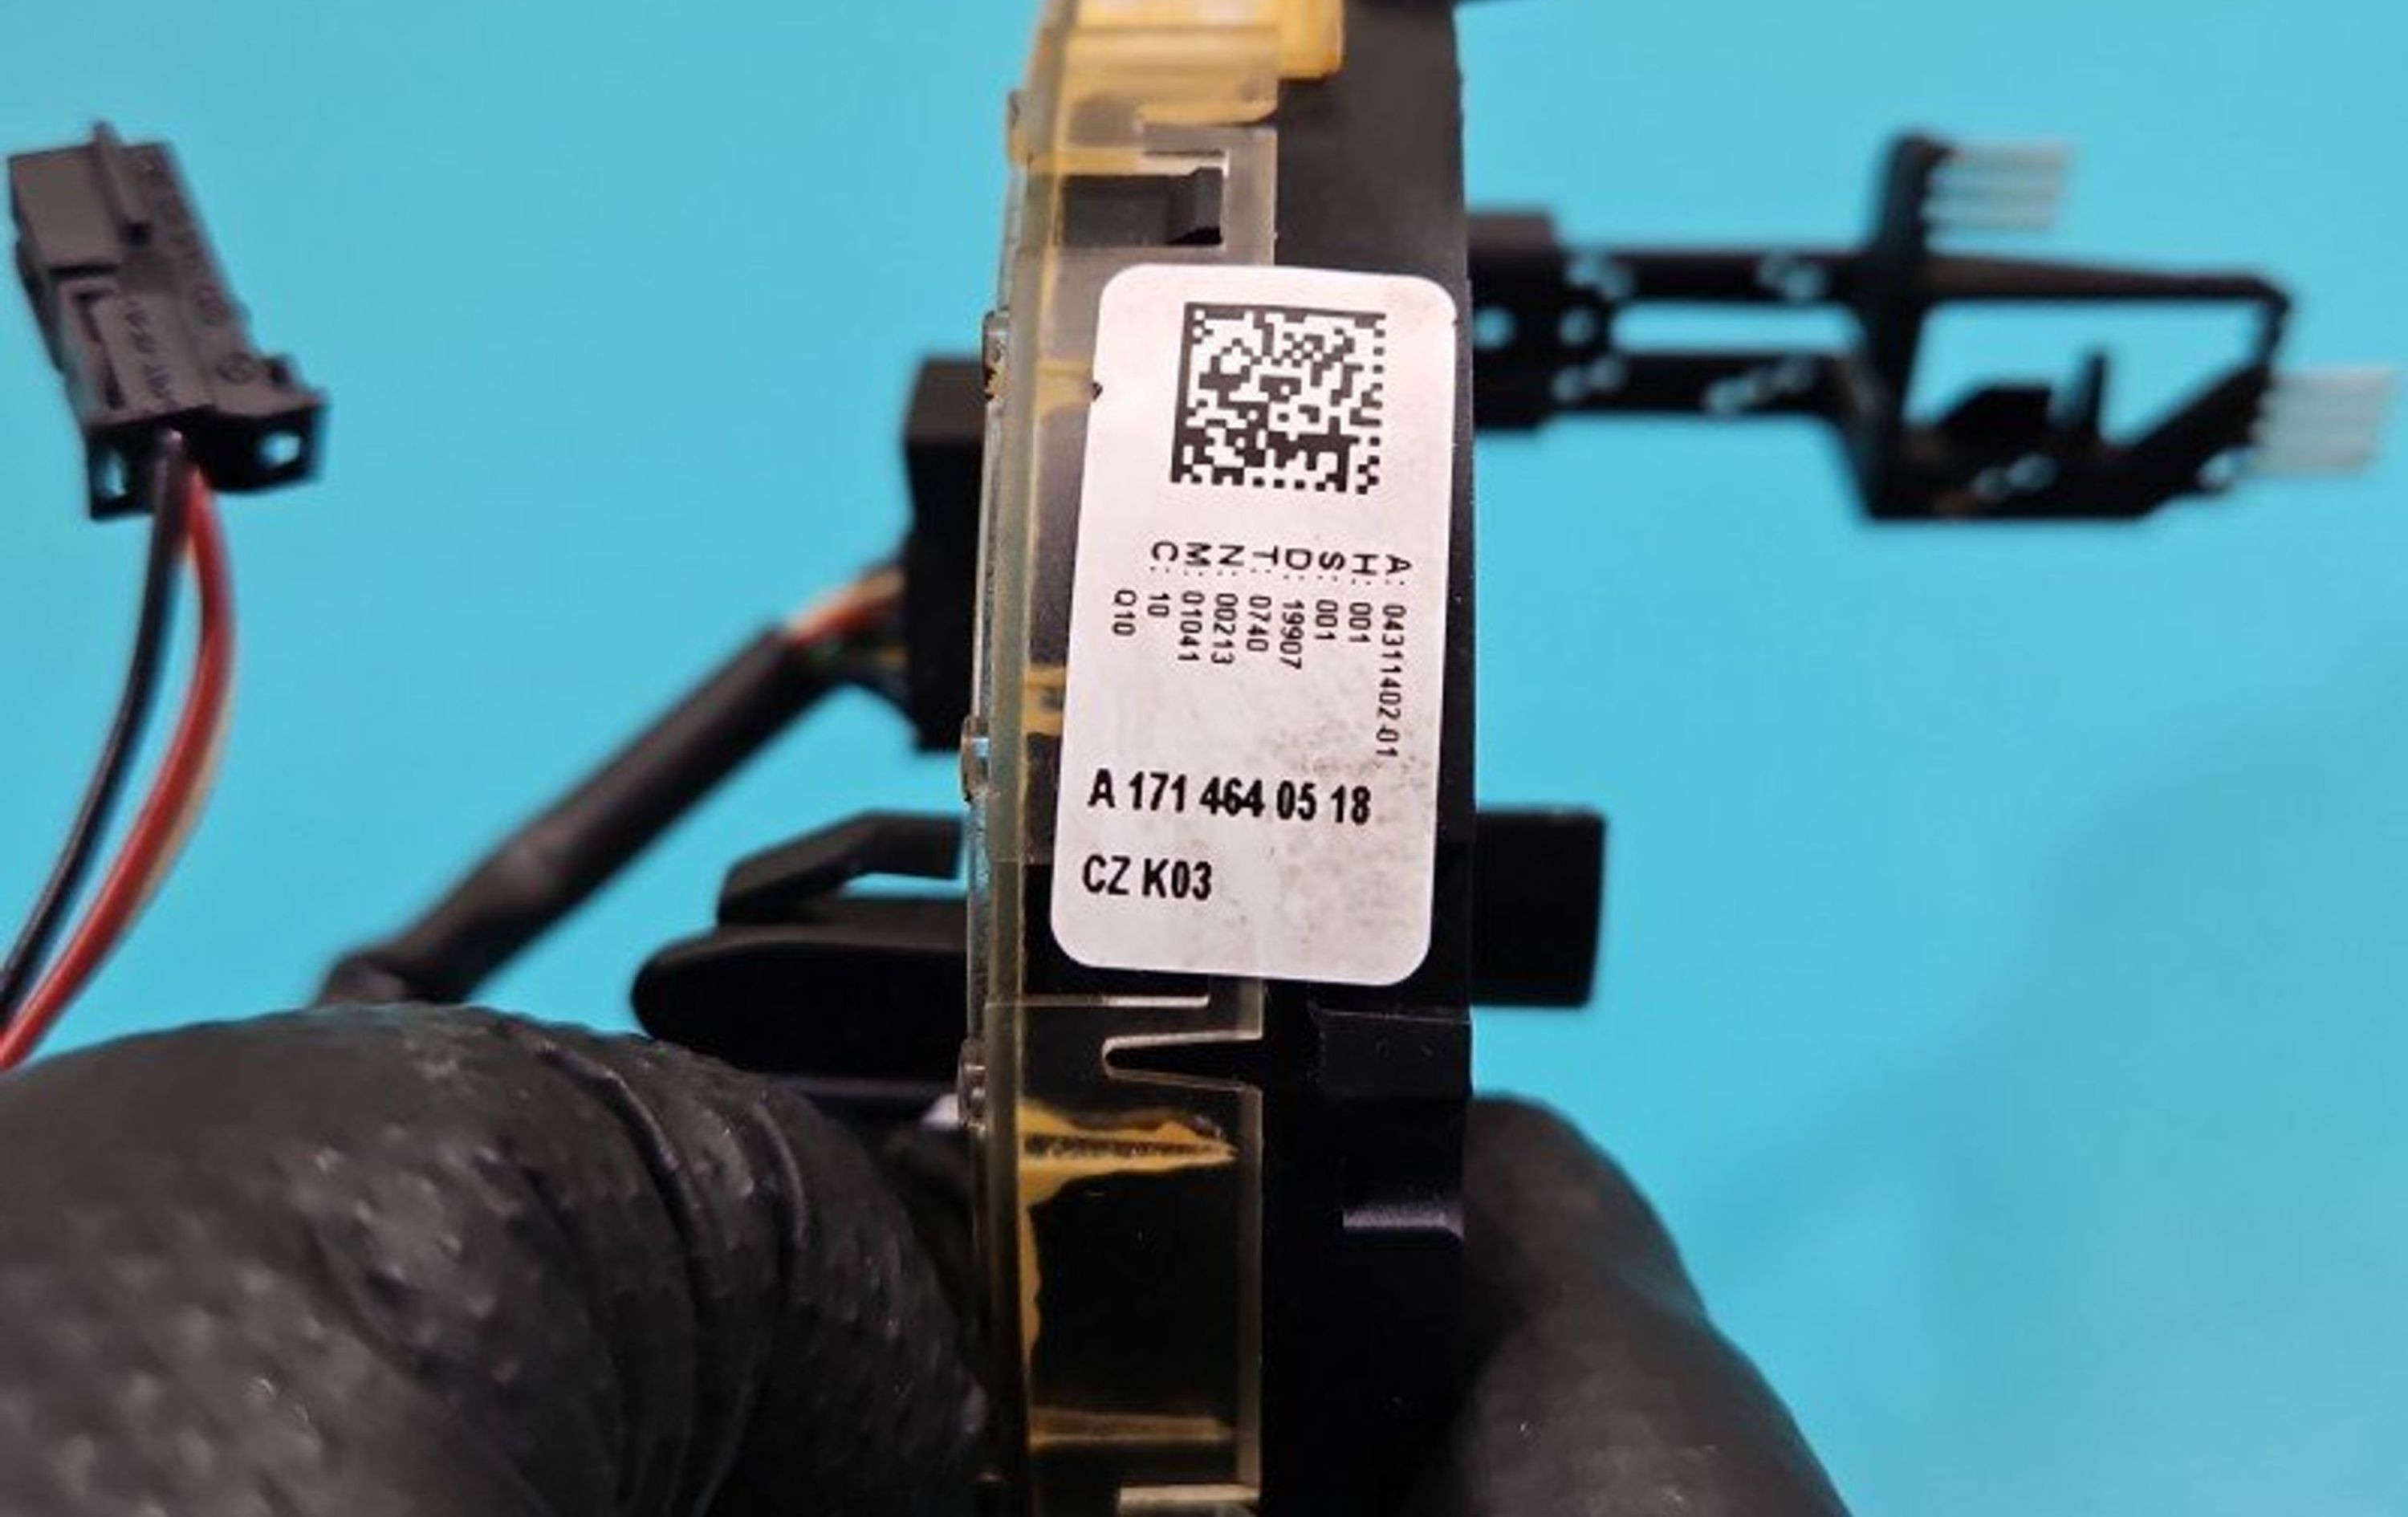 A: 04311402-01
H: 001
S: 001
D: 19907
T: 0740
N: 00213
M: 01041
C: 10
Q10
A 171 464 05 18
CZ K03